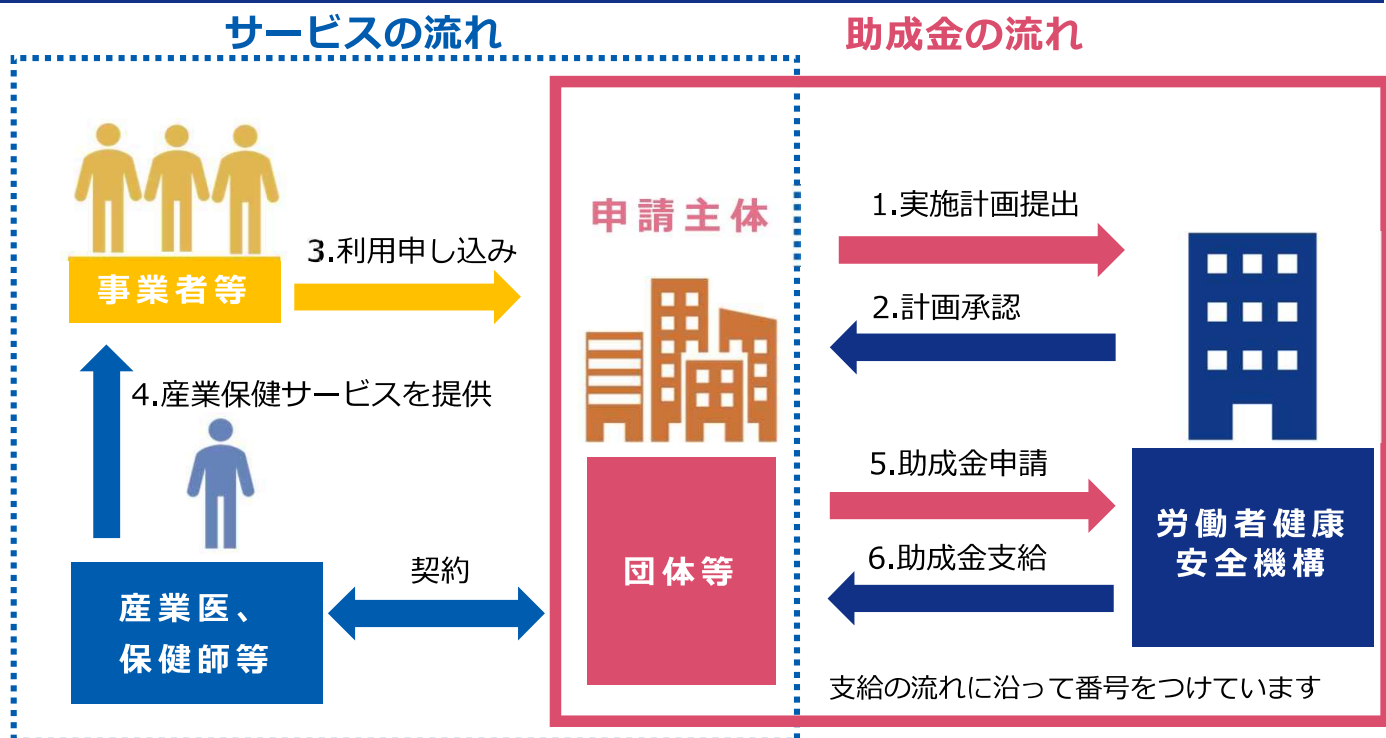 サービスの流れ
助成金の流れ
申請主体
1.実施計画提出
3.利用申し込み
事業者等
2.計画承認
4.産業保健サービスを提供
5.助成金申請
労働者健康
安全機構
契約
団体等
6.助成金支給
産業医、
保健師等
支給の流れに沿って番号をつけています